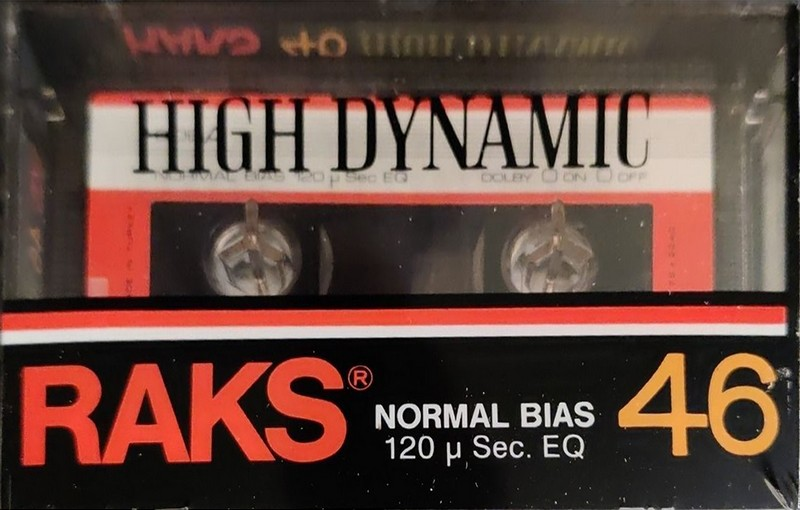 HIGH DYNAMIC
NORMAL BIAS 120 µ Sec EQ DOLBY ON OFF
RAKS®
NORMAL BIAS
120 µ Sec. EQ
46